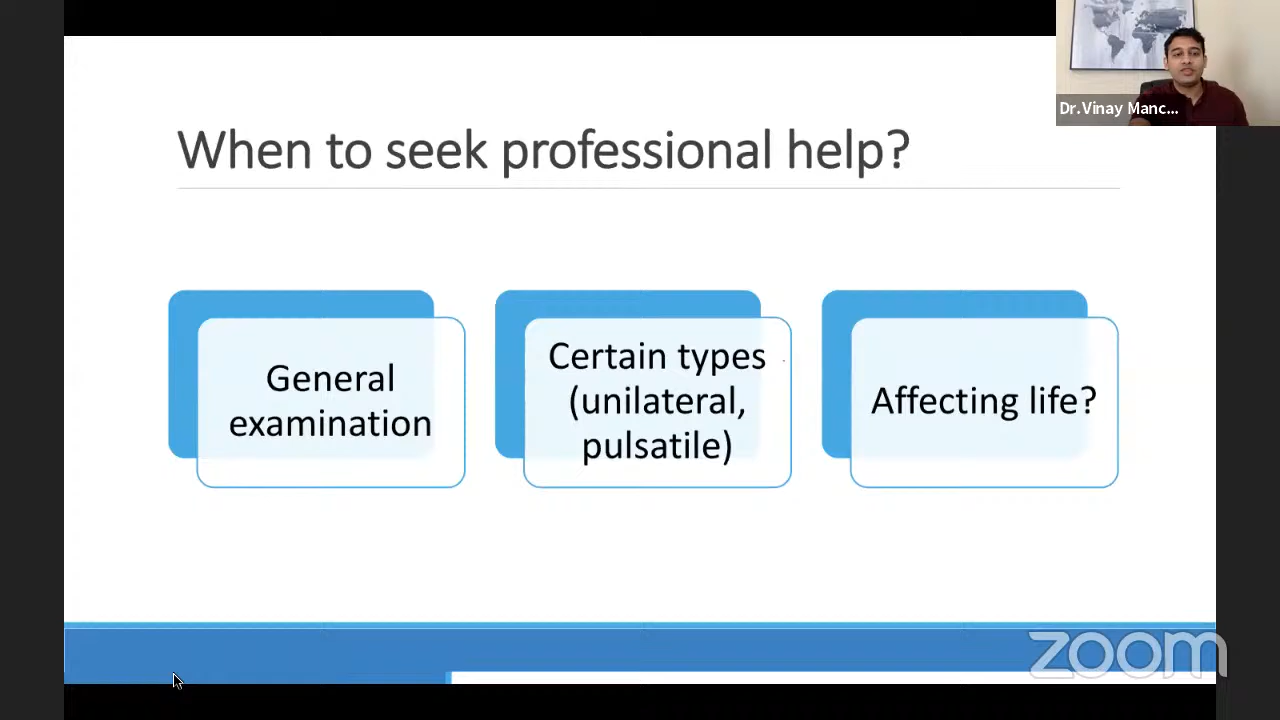 Dr.Vinay Manc...
When to seek professional help?
General
examination
Certain types
(unilateral,
pulsatile)
Affecting life?
zoom